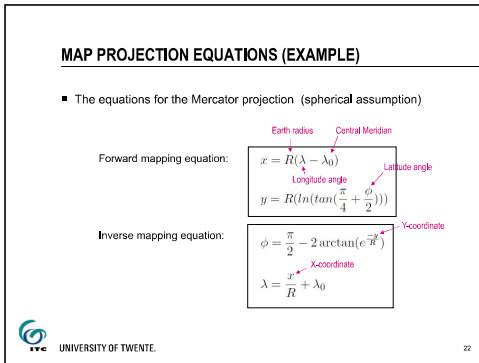 MAP PROJECTION EQUATIONS (EXAMPLE)
▪ The equations for the Mercator projection (spherical assumption)
Earth radius Central Meridian
Forward mapping equation: x = R(λ − λ₀)
Latitude angle
Longitude angle
y = R(ln(tan(π/4 + ϕ/2)))
Y-coordinate
Inverse mapping equation: ϕ = π/2 − 2 arctan(e^(−y/R))
X-coordinate
λ = x/R + λ₀
ITC UNIVERSITY OF TWENTE. 22